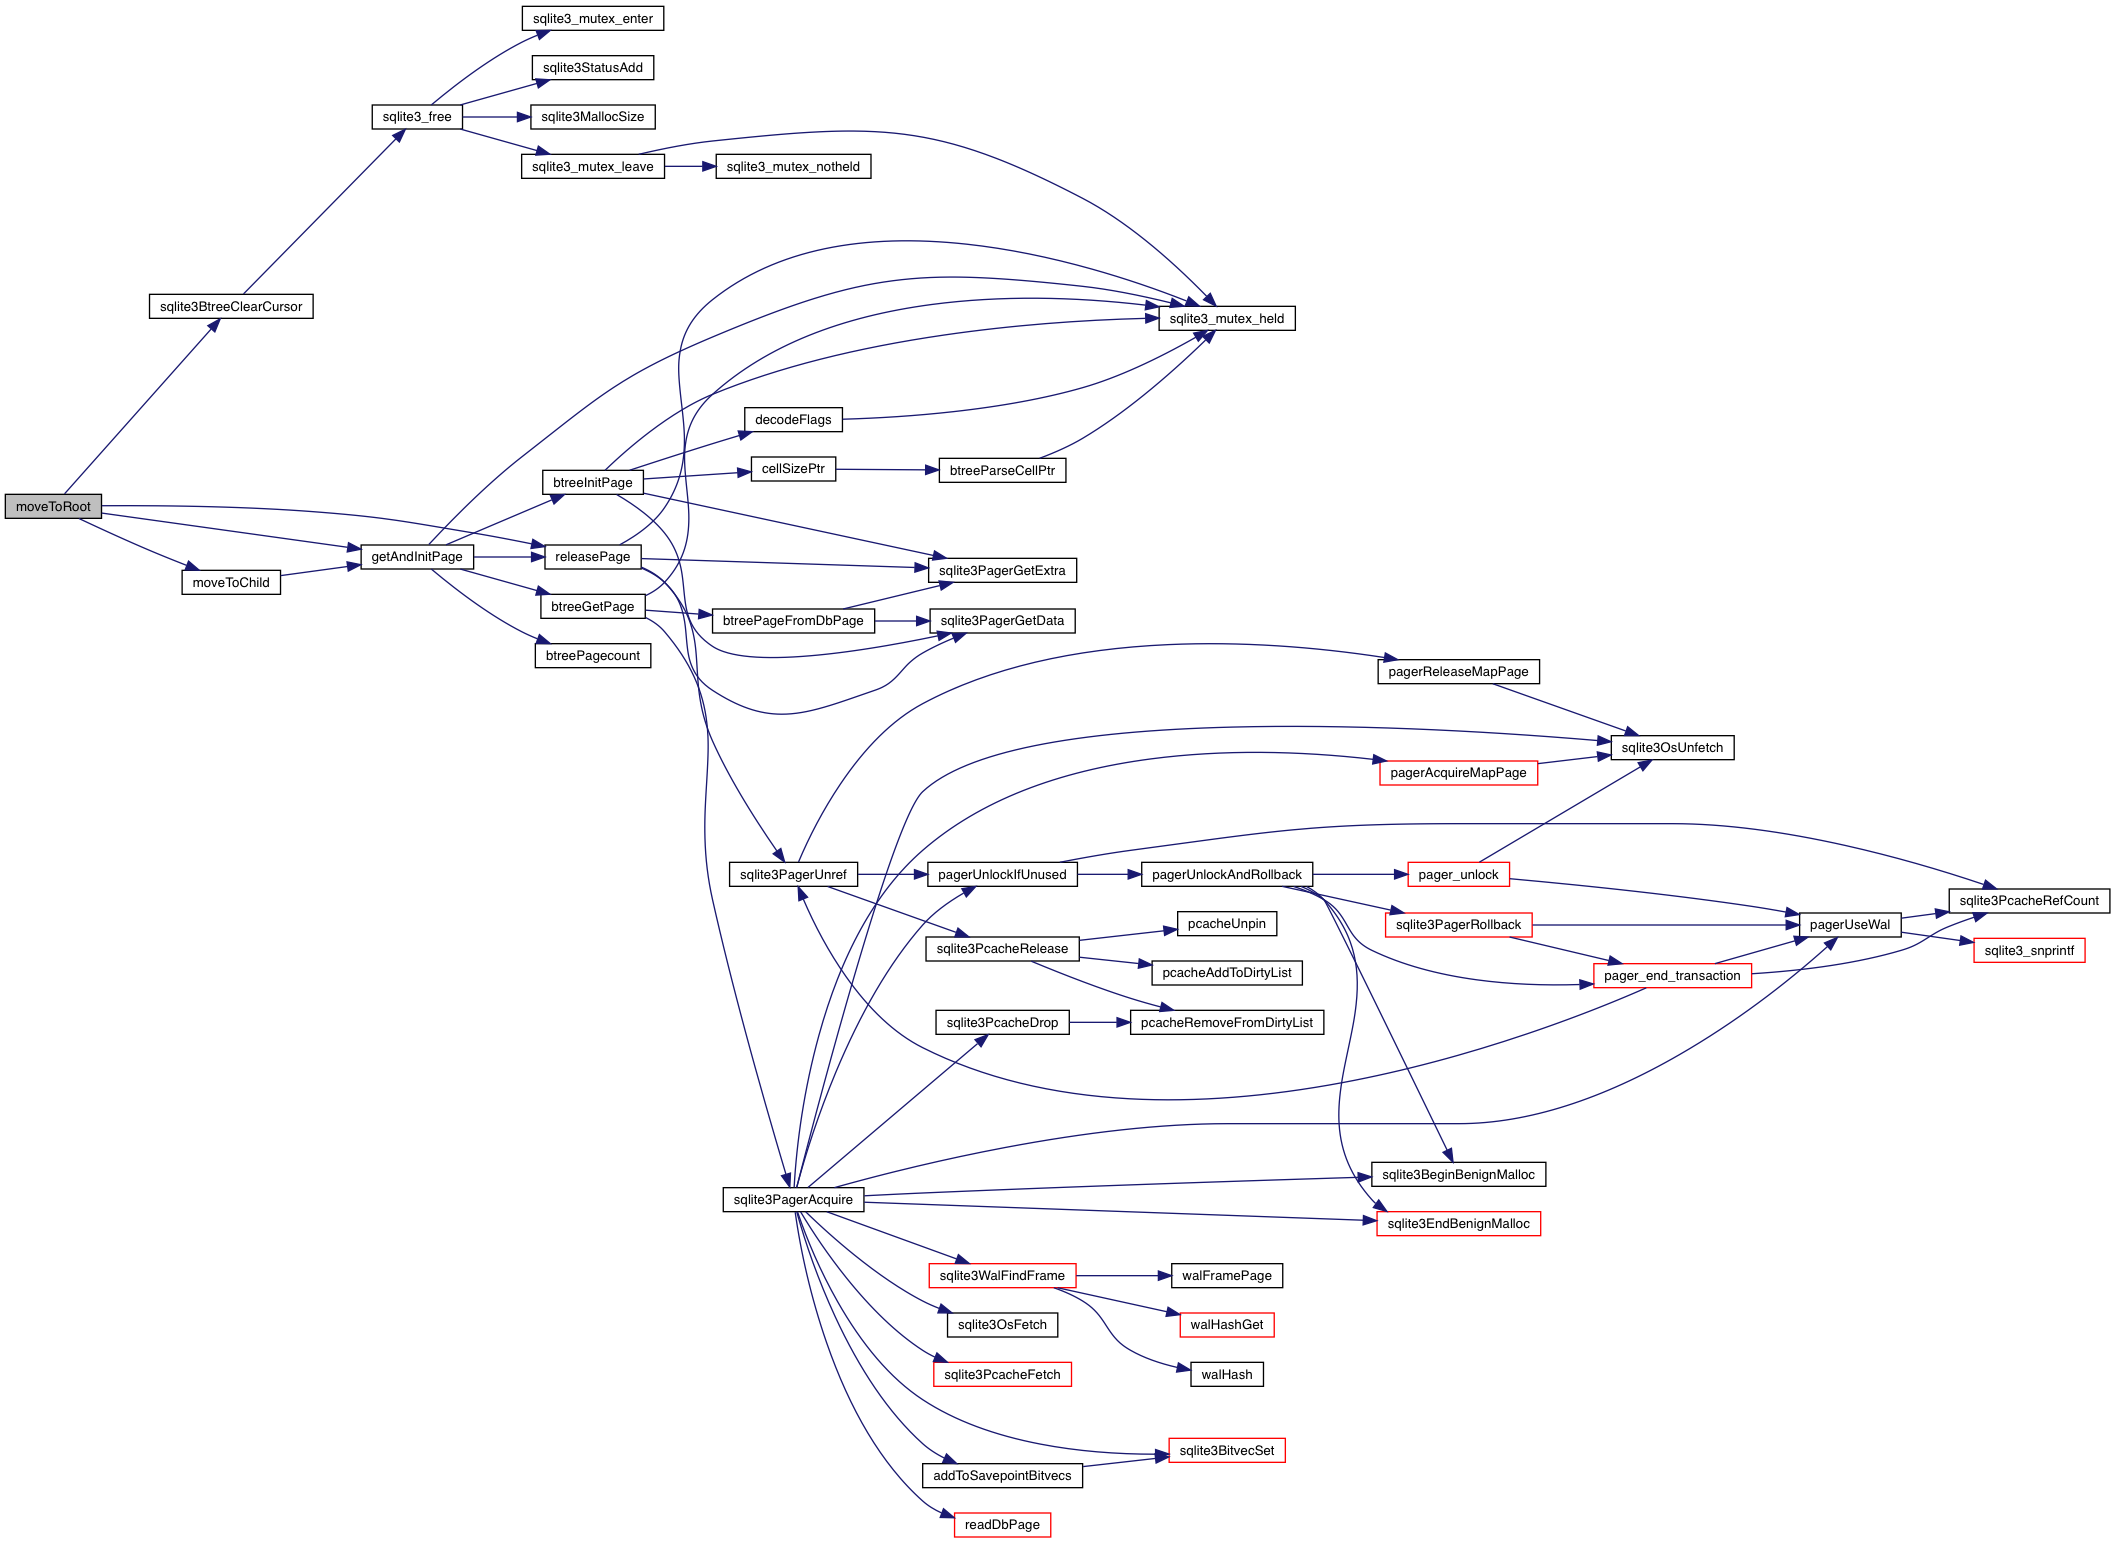 sqlite3_mutex_enter
sqlite3StatusAdd
sqlite3_free
sqlite3MallocSize
sqlite3_mutex_leave
sqlite3_mutex_notheld
sqlite3BtreeClearCursor
sqlite3_mutex_held
decodeFlags
cellSizePtr
btreeParseCellPtr
btreeInitPage
moveToRoot
getAndInitPage
releasePage
sqlite3PagerGetExtra
moveToChild
btreeGetPage
btreePageFromDbPage
sqlite3PagerGetData
btreePagecount
pagerReleaseMapPage
sqlite3OsUnfetch
pagerAcquireMapPage
sqlite3PagerUnref
pagerUnlockIfUnused
pagerUnlockAndRollback
pager_unlock
sqlite3PcacheRefCount
pcacheUnpin
sqlite3PagerRollback
pagerUseWal
sqlite3PcacheRelease
sqlite3_snprintf
pcacheAddToDirtyList
pager_end_transaction
sqlite3PcacheDrop
pcacheRemoveFromDirtyList
sqlite3BeginBenignMalloc
sqlite3PagerAcquire
sqlite3EndBenignMalloc
sqlite3WalFindFrame
walFramePage
sqlite3OsFetch
walHashGet
sqlite3PcacheFetch
walHash
sqlite3BitvecSet
addToSavepointBitvecs
readDbPage